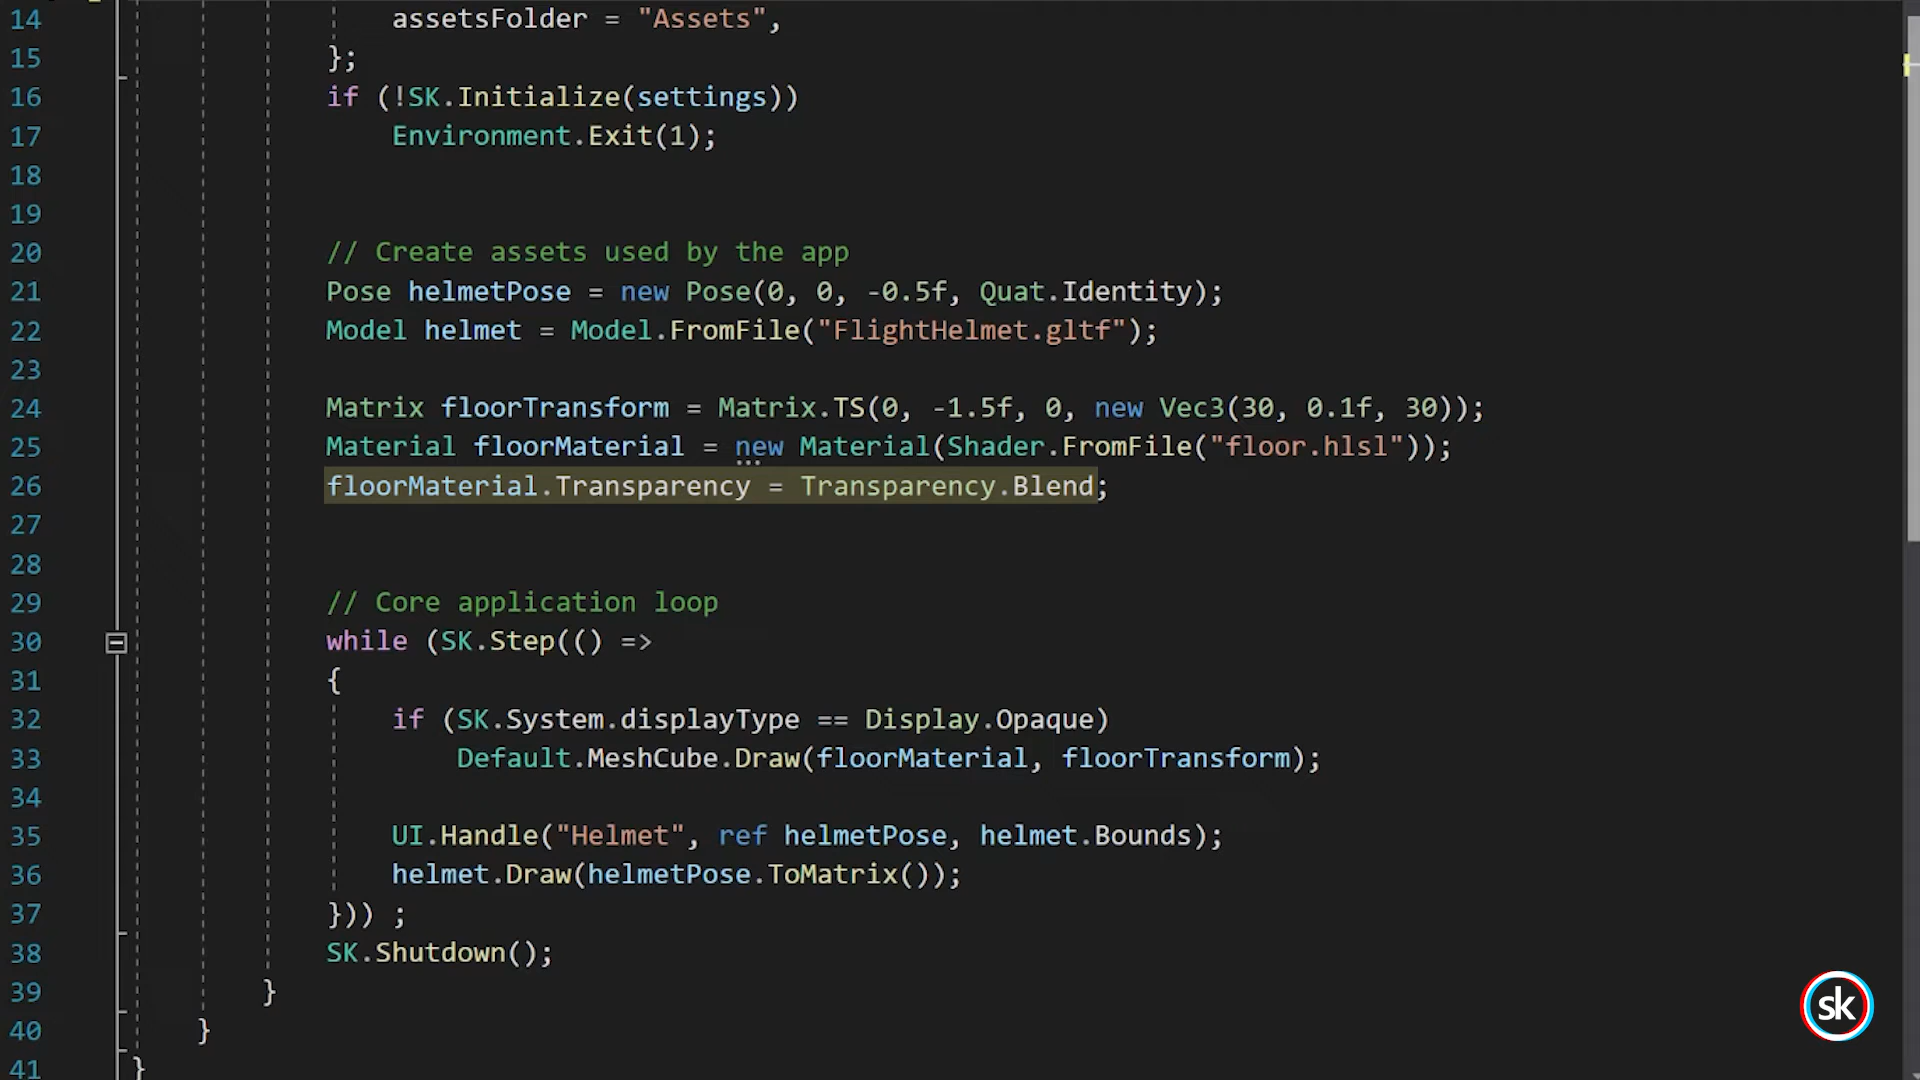 14 assetsFolder = "Assets",
15 };
16 if (!SK.Initialize(settings))
17 Environment.Exit(1);
18
19
20 // Create assets used by the app
21 Pose helmetPose = new Pose(0, 0, -0.5f, Quat.Identity);
22 Model helmet = Model.FromFile("FlightHelmet.gltf");
23
24 Matrix floorTransform = Matrix.TS(0, -1.5f, 0, new Vec3(30, 0.1f, 30));
25 Material floorMaterial = new Material(Shader.FromFile("floor.hlsl"));
26 floorMaterial.Transparency = Transparency.Blend;
27
28
29 // Core application loop
30 while (SK.Step(() =>
31 {
32 if (SK.System.displayType == Display.Opaque)
33 Default.MeshCube.Draw(floorMaterial, floorTransform);
34
35 UI.Handle("Helmet", ref helmetPose, helmet.Bounds);
36 helmet.Draw(helmetPose.ToMatrix());
37 })) ;
38 SK.Shutdown();
39 }
40 }
41 }
sk